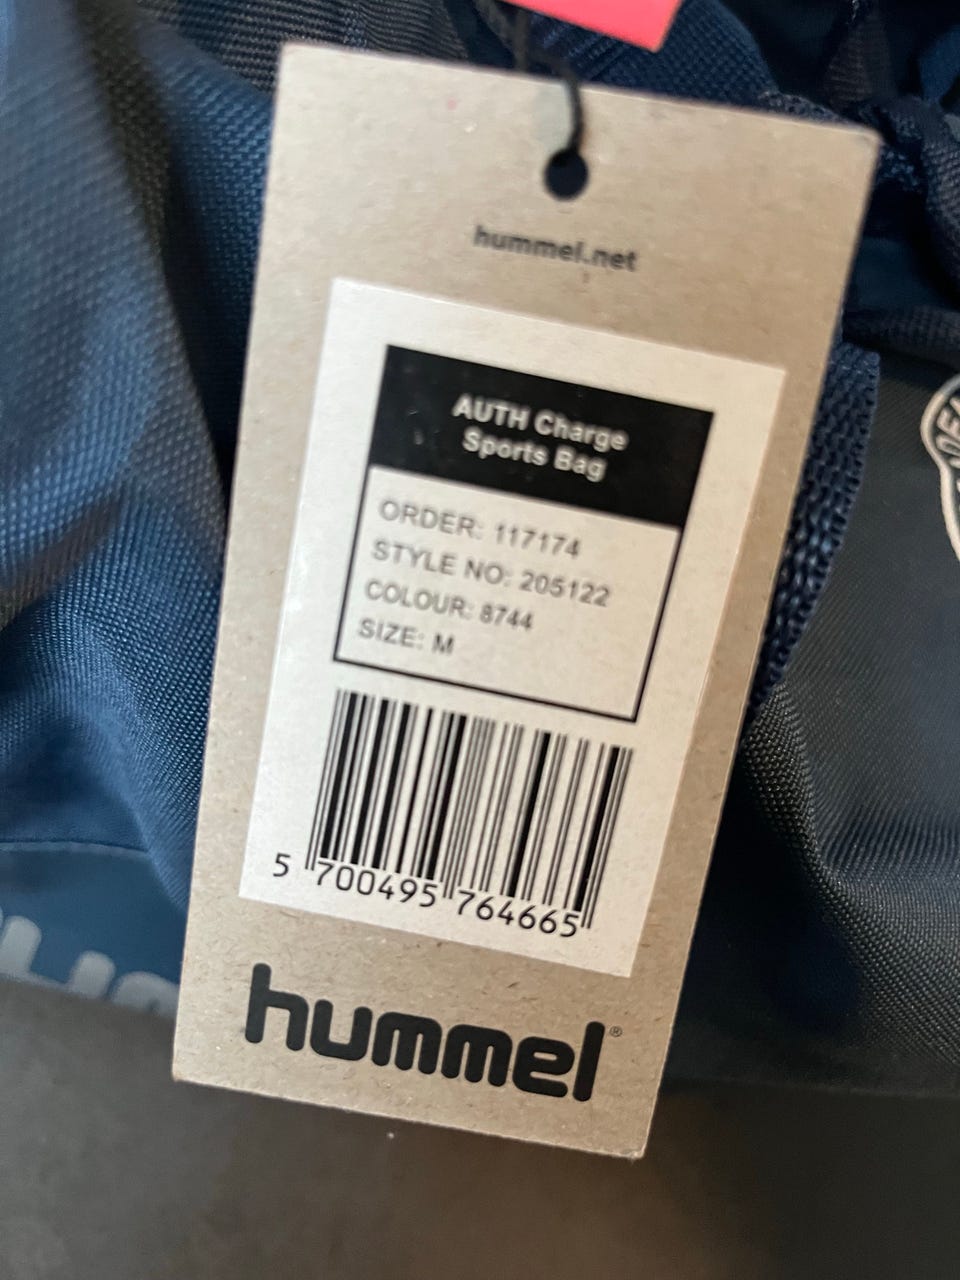 hummel.net
AUTH Charge
Sports Bag
ORDER: 117174
STYLE NO: 205122
COLOUR: 8744
SIZE: M
5 700495 764665
hummel®